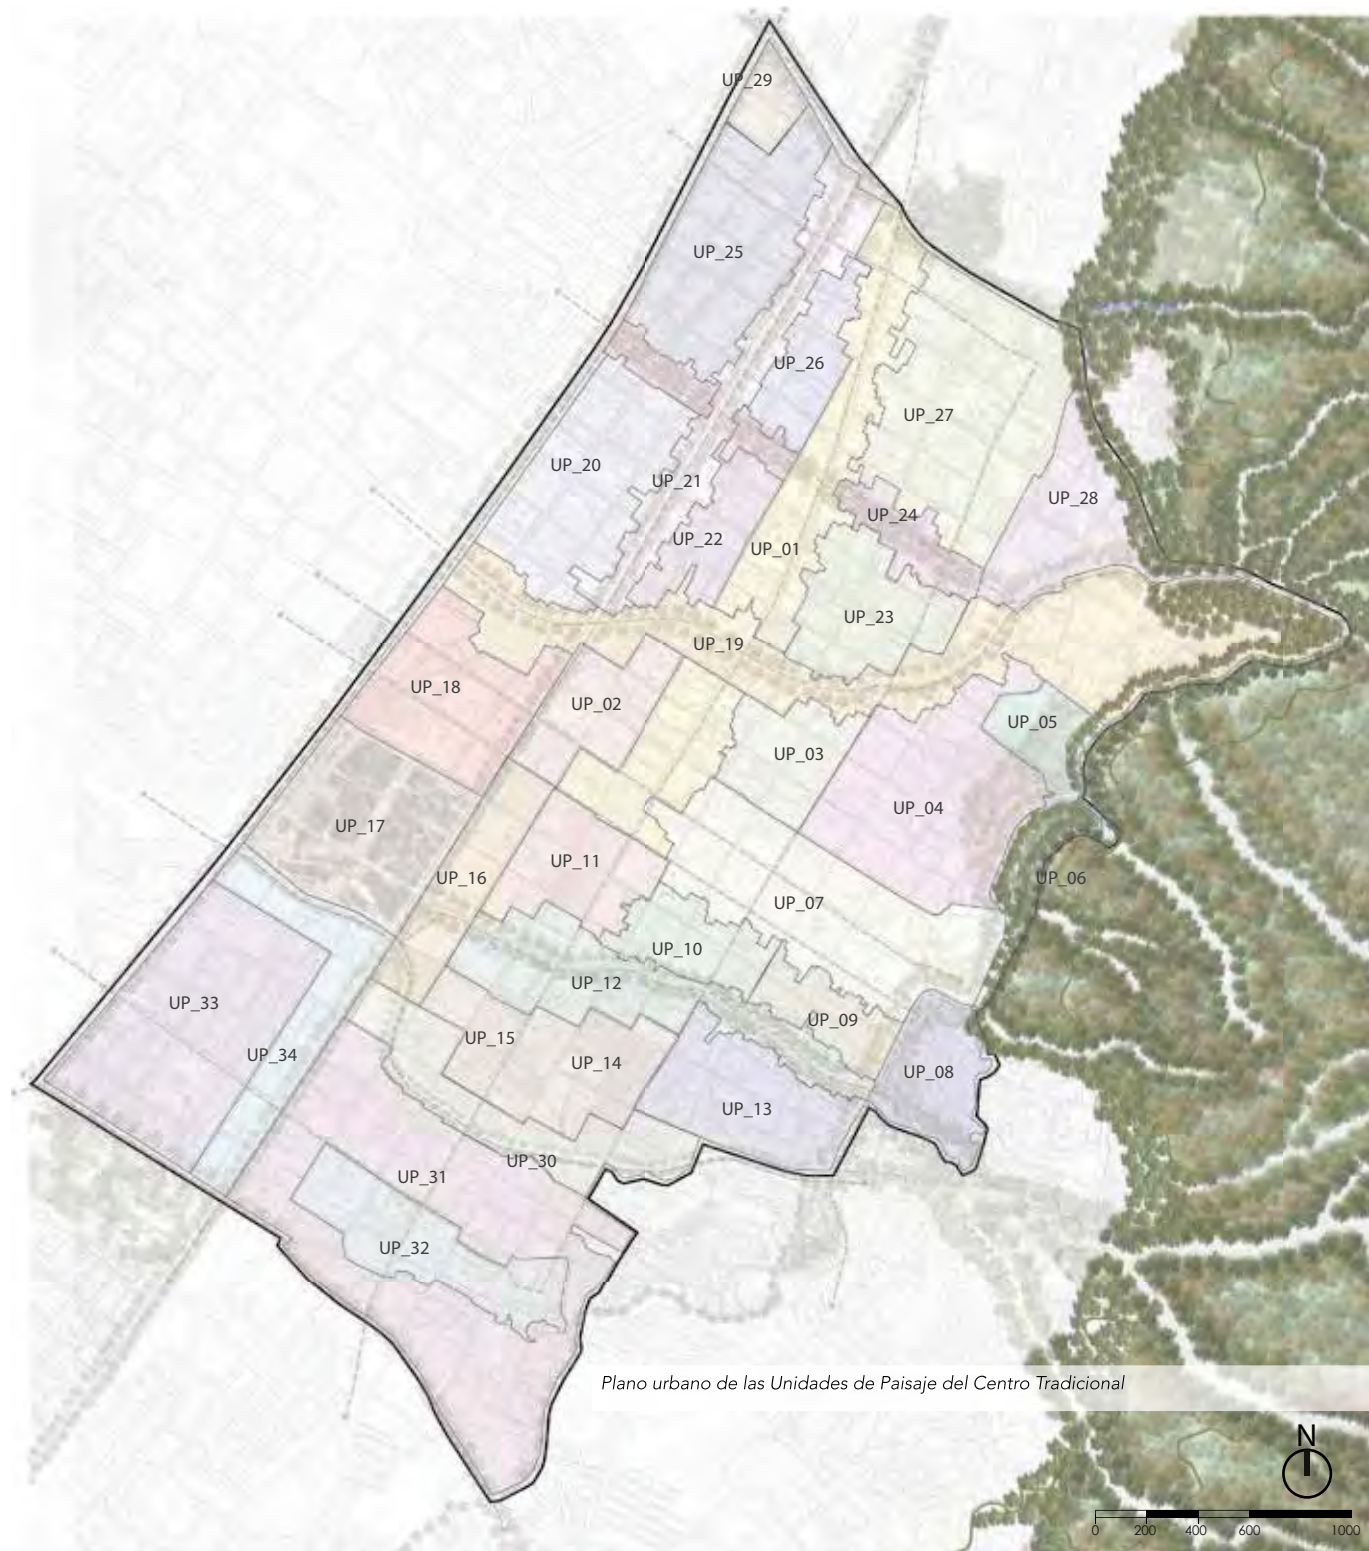 UP_29
UP_25
UP_26
UP_27
UP_20
UP_21
UP_28
UP_24
UP_22
UP_01
UP_23
UP_19
UP_18
UP_02
UP_05
UP_03
UP_04
UP_17
UP_11
UP_16
UP_06
UP_07
UP_10
UP_12
UP_33
UP_09
UP_15
UP_34
UP_14
UP_08
UP_13
UP_30
UP_31
UP_32
Plano urbano de las Unidades de Paisaje del Centro Tradicional
N
0 200 400 600 1000